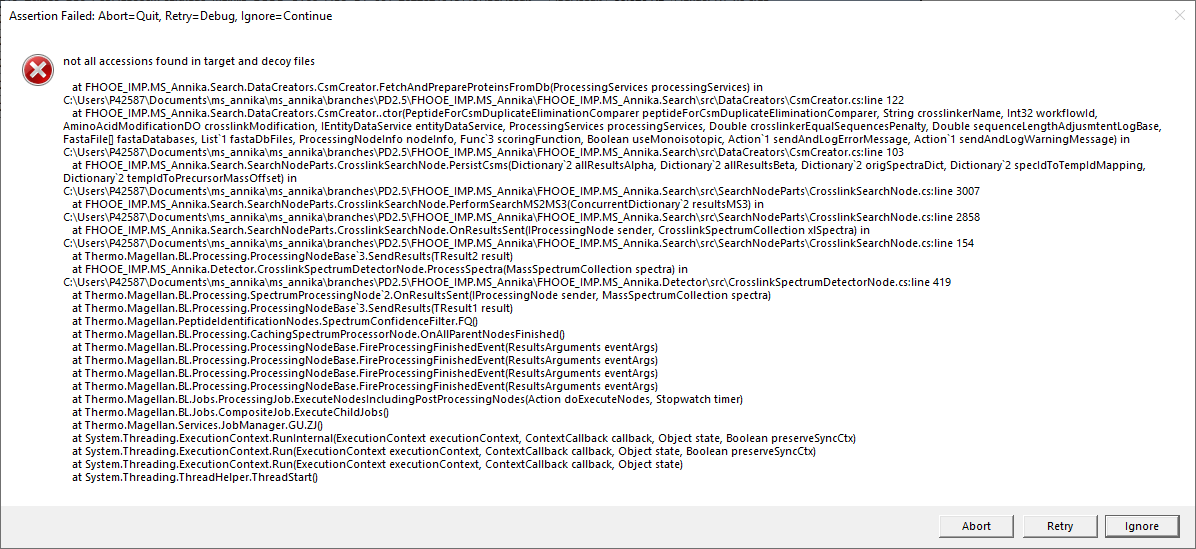 Assertion Failed: Abort=Quit, Retry=Debug, Ignore=Continue
not all accessions found in target and decoy files
at FHOOE_IMP.MS_Annika.Search.DataCreators.CsmCreator.FetchAndPrepareProteinsFromDb(ProcessingServices processingServices) in
C:\Users\P42587\Documents\ms_annika\ms_annika\branches\PD2.5\FHOOE_IMP.MS_Annika\FHOOE_IMP.MS_Annika.Search\src\DataCreators\CsmCreator.cs:line 122
at FHOOE_IMP.MS_Annika.Search.DataCreators.CsmCreator..ctor(PeptideForCsmDuplicateEliminationComparer peptideForCsmDuplicateEliminationComparer, String crosslinkerName, Int32 workflowId,
AminoAcidModificationDO crosslinkModification, IEntityDataService entityDataService, ProcessingServices processingServices, Double crosslinkerEqualSequencesPenalty, Double sequenceLengthAdjusmtentLogBase,
FastaFile[] fastaDatabases, List`1 fastaDbFiles, ProcessingNodeInfo nodeInfo, Func`3 scoringFunction, Boolean useMonoisotopic, Action`1 sendAndLogErrorMessage, Action`1 sendAndLogWarningMessage) in
C:\Users\P42587\Documents\ms_annika\ms_annika\branches\PD2.5\FHOOE_IMP.MS_Annika\FHOOE_IMP.MS_Annika.Search\src\DataCreators\CsmCreator.cs:line 103
at FHOOE_IMP.MS_Annika.Search.SearchNodeParts.CrosslinkSearchNode.PersistCsms(Dictionary`2 allResultsAlpha, Dictionary`2 allResultsBeta, Dictionary`2 origSpectraDict, Dictionary`2 specIdToTempIdMapping,
Dictionary`2 tempIdToPrecursorMassOffset) in
C:\Users\P42587\Documents\ms_annika\ms_annika\branches\PD2.5\FHOOE_IMP.MS_Annika\FHOOE_IMP.MS_Annika.Search\src\SearchNodeParts\CrosslinkSearchNode.cs:line 3007
at FHOOE_IMP.MS_Annika.Search.SearchNodeParts.CrosslinkSearchNode.PerformSearchMS2MS3(ConcurrentDictionary`2 resultsMS3) in
C:\Users\P42587\Documents\ms_annika\ms_annika\branches\PD2.5\FHOOE_IMP.MS_Annika\FHOOE_IMP.MS_Annika.Search\src\SearchNodeParts\CrosslinkSearchNode.cs:line 2858
at FHOOE_IMP.MS_Annika.Search.SearchNodeParts.CrosslinkSearchNode.OnResultsSent(IProcessingNode sender, CrosslinkSpectrumCollection xlSpectra) in
C:\Users\P42587\Documents\ms_annika\ms_annika\branches\PD2.5\FHOOE_IMP.MS_Annika\FHOOE_IMP.MS_Annika.Search\src\SearchNodeParts\CrosslinkSearchNode.cs:line 154
at Thermo.Magellan.BL.Processing.ProcessingNodeBase`3.SendResults(TResult2 result)
at FHOOE_IMP.MS_Annika.Detector.CrosslinkSpectrumDetectorNode.ProcessSpectra(MassSpectrumCollection spectra) in
C:\Users\P42587\Documents\ms_annika\ms_annika\branches\PD2.5\FHOOE_IMP.MS_Annika\FHOOE_IMP.MS_Annika.Detector\src\CrosslinkSpectrumDetectorNode.cs:line 419
at Thermo.Magellan.BL.Processing.SpectrumProcessingNode`2.OnResultsSent(IProcessingNode sender, MassSpectrumCollection spectra)
at Thermo.Magellan.BL.Processing.ProcessingNodeBase`3.SendResults(TResult1 result)
at Thermo.Magellan.PeptideIdentificationNodes.SpectrumConfidenceFilter.FQ()
at Thermo.Magellan.BL.Processing.CachingSpectrumProcessorNode.OnAllParentNodesFinished()
at Thermo.Magellan.BL.Processing.ProcessingNodeBase.FireProcessingFinishedEvent(ResultsArguments eventArgs)
at Thermo.Magellan.BL.Processing.ProcessingNodeBase.FireProcessingFinishedEvent(ResultsArguments eventArgs)
at Thermo.Magellan.BL.Processing.ProcessingNodeBase.FireProcessingFinishedEvent(ResultsArguments eventArgs)
at Thermo.Magellan.BL.Processing.ProcessingNodeBase.FireProcessingFinishedEvent(ResultsArguments eventArgs)
at Thermo.Magellan.BL.Jobs.ProcessingJob.ExecuteNodesIncludingPostProcessingNodes(Action doExecuteNodes, Stopwatch timer)
at Thermo.Magellan.BL.Jobs.CompositeJob.ExecuteChildJobs()
at Thermo.Magellan.Services.JobManager.GU.ZJ()
at System.Threading.ExecutionContext.RunInternal(ExecutionContext executionContext, ContextCallback callback, Object state, Boolean preserveSyncCtx)
at System.Threading.ExecutionContext.Run(ExecutionContext executionContext, ContextCallback callback, Object state, Boolean preserveSyncCtx)
at System.Threading.ExecutionContext.Run(ExecutionContext executionContext, ContextCallback callback, Object state)
at System.Threading.ThreadHelper.ThreadStart()
Abort Retry Ignore